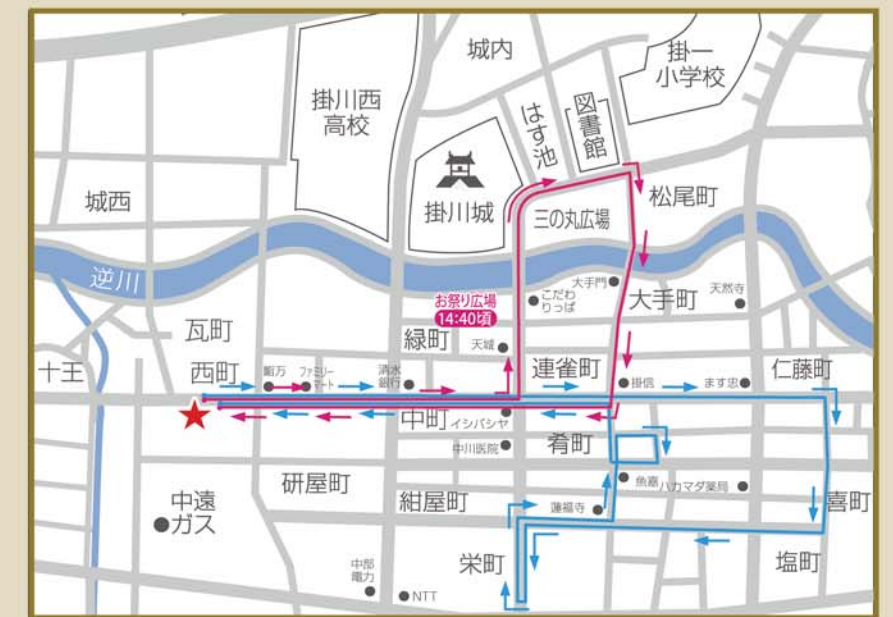 城内
掛一
小学校
掛川西
高校
はす池
図書館
城西
掛川城
松尾町
三の丸広場
逆川
お祭り広場
14:40頃
こだわ
りっぱ
大手門
大手町
天然寺
瓦町
緑町
天城
十王
西町
鮨万
ファミリー
マート
清水
銀行
連雀町
掛信
ます忠
仁藤町
中町
イシバシヤ
中川医院
肴町
研屋町
紺屋町
魚嘉
ハカマダ薬局
喜町
中遠
ガス
蓮福寺
中部
電力
NTT
栄町
塩町